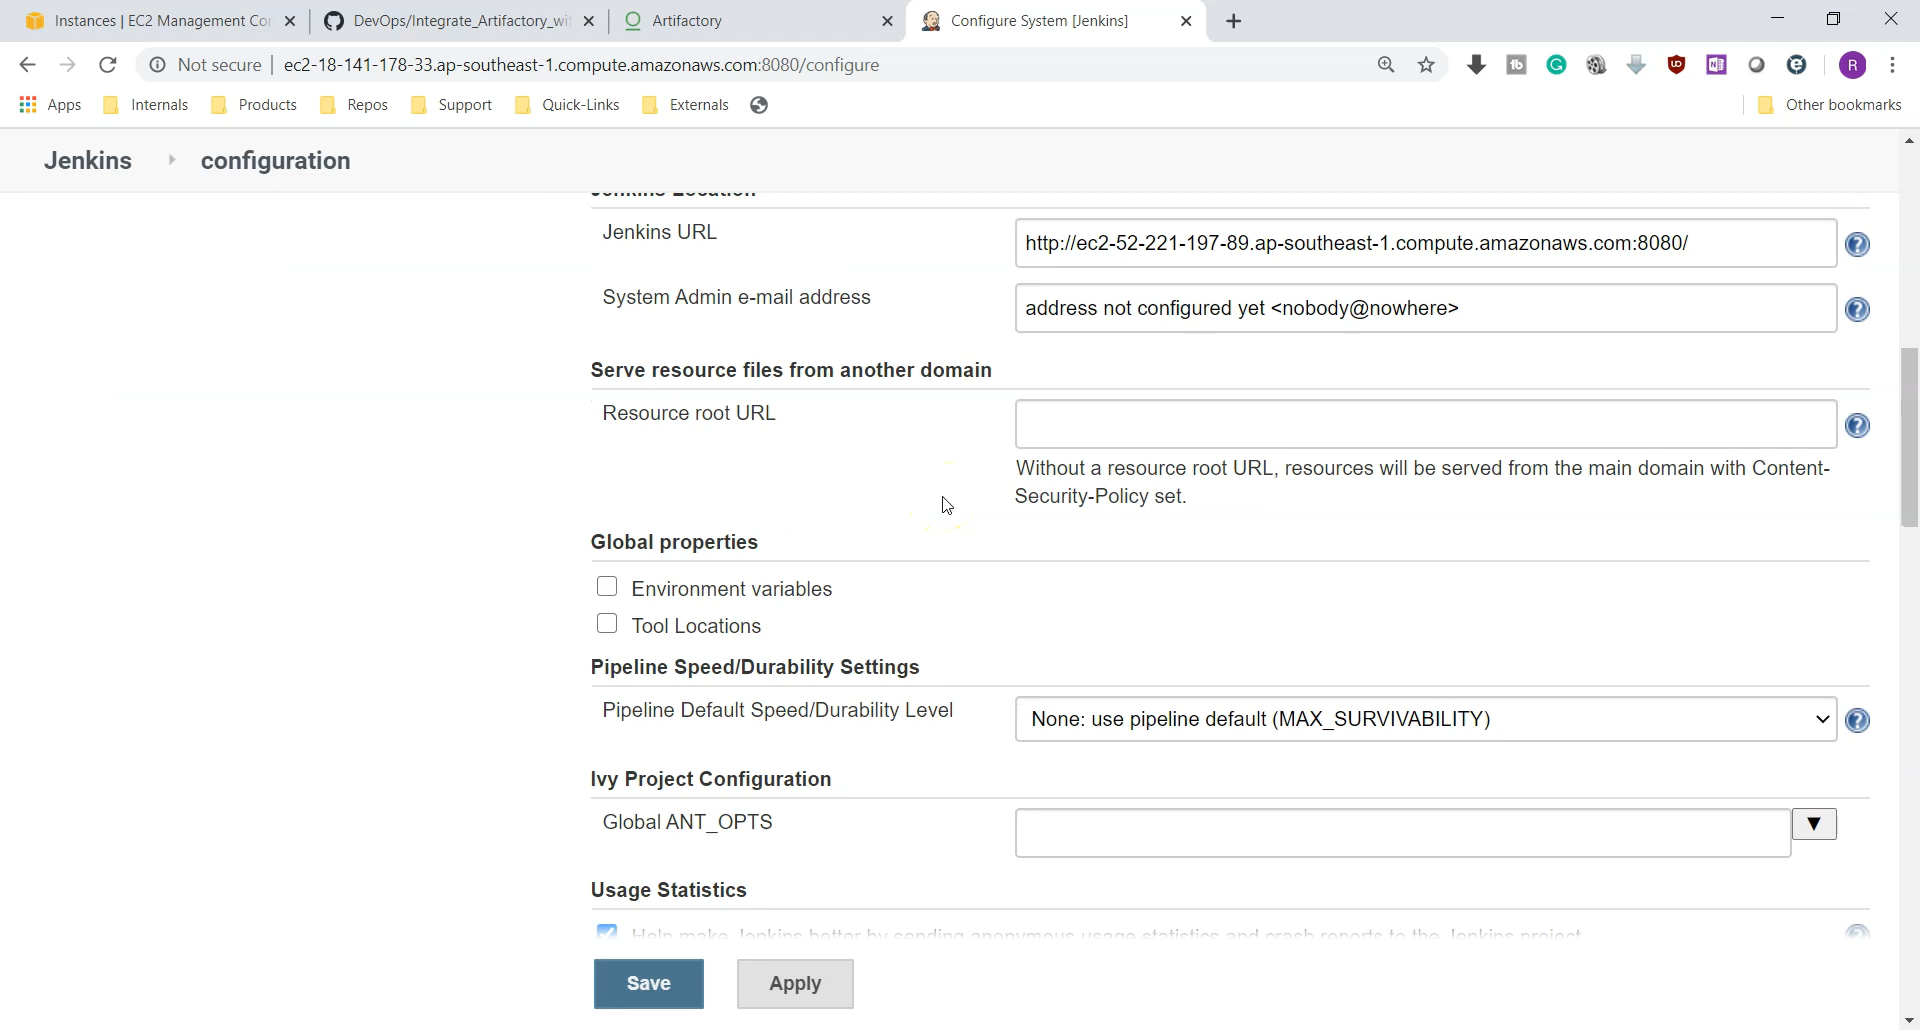 Instances | EC2 Management Cor
DevOps/Integrate_Artifactory_wit
Artifactory
Configure System [Jenkins]
Not secure
ec2-18-141-178-33.ap-southeast-1.compute.amazonaws.com:8080/configure
Apps
Internals
Products
Repos
Support
Quick-Links
Externals
Other bookmarks
Jenkins
configuration
Jenkins Location
Jenkins URL
http://ec2-52-221-197-89.ap-southeast-1.compute.amazonaws.com:8080/
System Admin e-mail address
address not configured yet <nobody@nowhere>
Serve resource files from another domain
Resource root URL
Without a resource root URL, resources will be served from the main domain with Content-
Security-Policy set.
Global properties
Environment variables
Tool Locations
Pipeline Speed/Durability Settings
Pipeline Default Speed/Durability Level
None: use pipeline default (MAX_SURVIVABILITY)
Ivy Project Configuration
Global ANT_OPTS
Usage Statistics
Help make Jenkins better by sending anonymous usage statistics and crash reports to the Jenkins project
Save
Apply